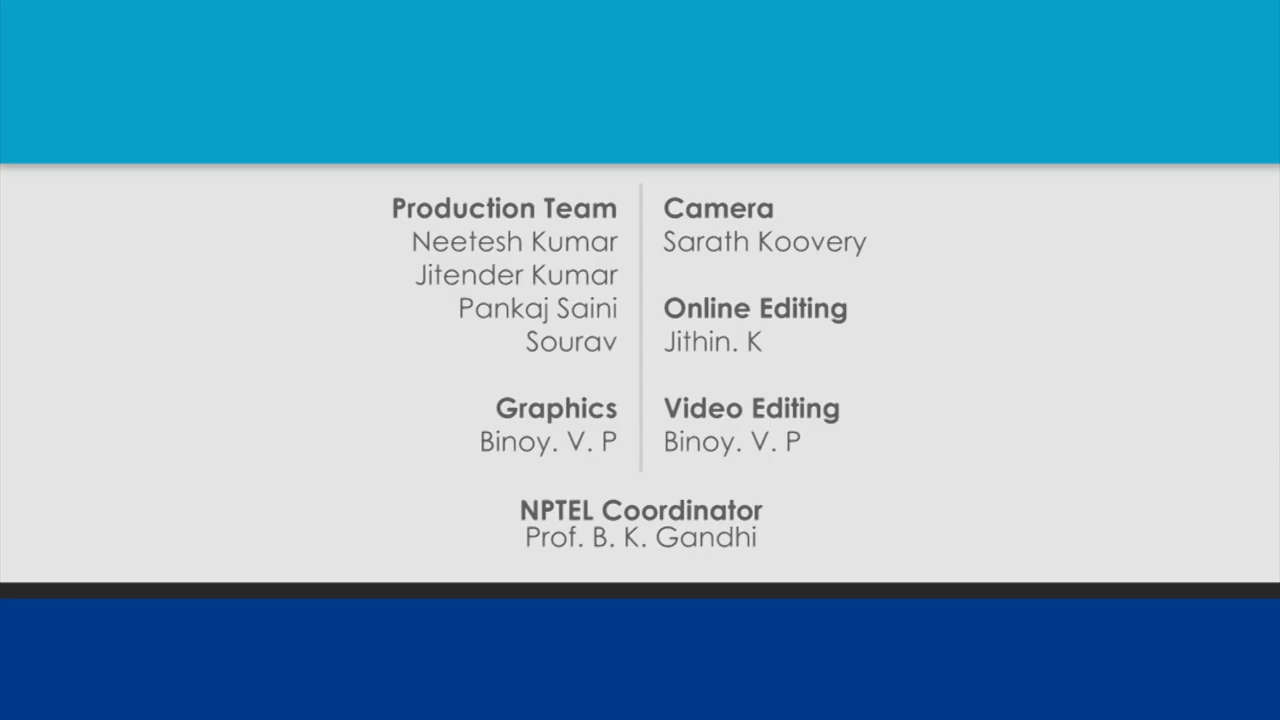 Production Team
Neetesh Kumar
Jitender Kumar
Pankaj Saini
Sourav
Graphics
Binoy. V. P
Camera
Sarath Koovery
Online Editing
Jithin. K
Video Editing
Binoy. V. P
NPTEL Coordinator
Prof. B. K. Gandhi